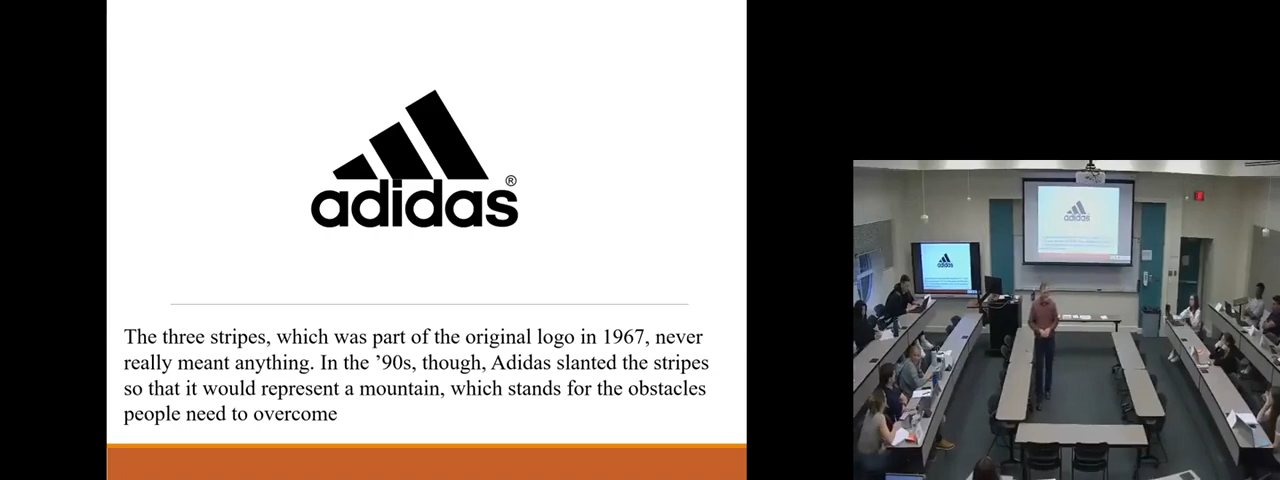 adidas®
The three stripes, which was part of the original logo in 1967, never
really meant anything. In the ’90s, though, Adidas slanted the stripes
so that it would represent a mountain, which stands for the obstacles
people need to overcome
adidas
adidas